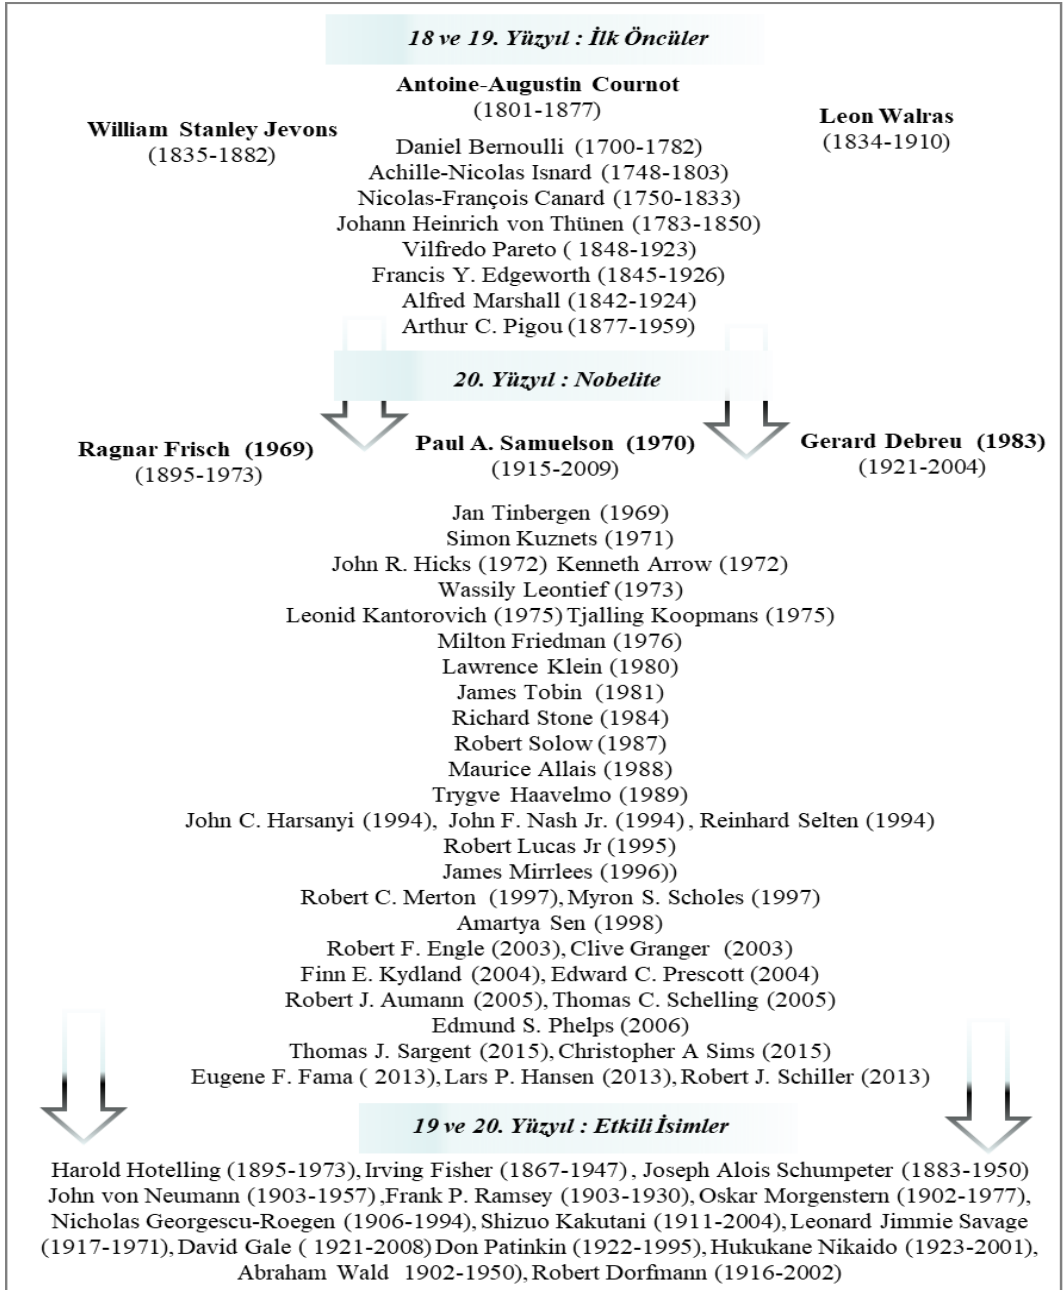 18 ve 19. Yüzyıl : İlk Öncüler
Antoine-Augustin Cournot
(1801-1877)
William Stanley Jevons
(1835-1882)
Leon Walras
(1834-1910)
Daniel Bernoulli (1700-1782)
Achille-Nicolas Isnard (1748-1803)
Nicolas-François Canard (1750-1833)
Johann Heinrich von Thünen (1783-1850)
Vilfredo Pareto ( 1848-1923)
Francis Y. Edgeworth (1845-1926)
Alfred Marshall (1842-1924)
Arthur C. Pigou (1877-1959)
20. Yüzyıl : Nobelite
Ragnar Frisch (1969)
(1895-1973)
Paul A. Samuelson (1970)
(1915-2009)
Gerard Debreu (1983)
(1921-2004)
Jan Tinbergen (1969)
Simon Kuznets (1971)
John R. Hicks (1972) Kenneth Arrow (1972)
Wassily Leontief (1973)
Leonid Kantorovich (1975) Tjalling Koopmans (1975)
Milton Friedman (1976)
Lawrence Klein (1980)
James Tobin (1981)
Richard Stone (1984)
Robert Solow (1987)
Maurice Allais (1988)
Trygve Haavelmo (1989)
John C. Harsanyi (1994), John F. Nash Jr. (1994) , Reinhard Selten (1994)
Robert Lucas Jr (1995)
James Mirrlees (1996))
Robert C. Merton (1997), Myron S. Scholes (1997)
Amartya Sen (1998)
Robert F. Engle (2003), Clive Granger (2003)
Finn E. Kydland (2004), Edward C. Prescott (2004)
Robert J. Aumann (2005), Thomas C. Schelling (2005)
Edmund S. Phelps (2006)
Thomas J. Sargent (2015), Christopher A Sims (2015)
Eugene F. Fama ( 2013), Lars P. Hansen (2013), Robert J. Schiller (2013)
19 ve 20. Yüzyıl : Etkili İsimler
Harold Hotelling (1895-1973), Irving Fisher (1867-1947) , Joseph Alois Schumpeter (1883-1950)
John von Neumann (1903-1957) ,Frank P. Ramsey (1903-1930), Oskar Morgenstern (1902-1977),
Nicholas Georgescu-Roegen (1906-1994), Shizuo Kakutani (1911-2004), Leonard Jimmie Savage
(1917-1971), David Gale ( 1921-2008) Don Patinkin (1922-1995), Hukukane Nikaido (1923-2001),
Abraham Wald 1902-1950), Robert Dorfmann (1916-2002)